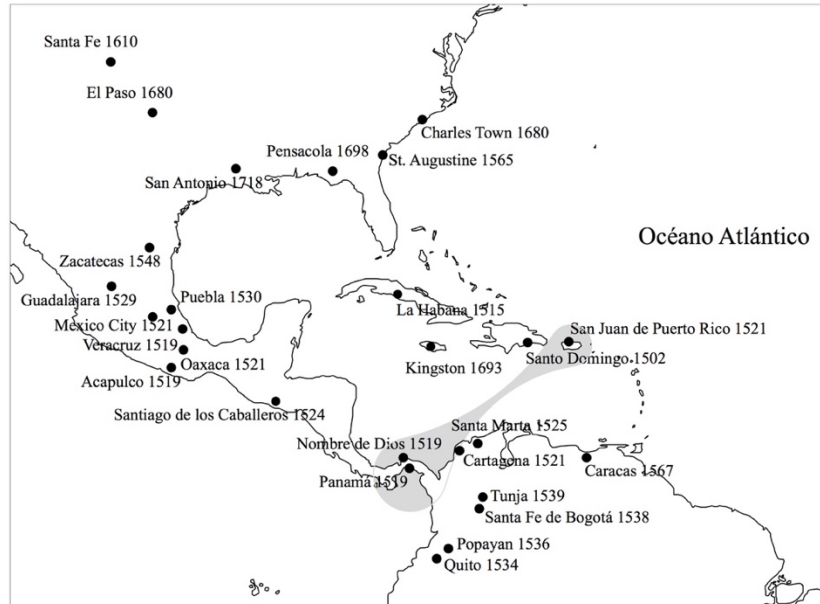 Santa Fe 1610
El Paso 1680
Charles Town 1680
Pensacola 1698
St. Augustine 1565
San Antonio 1718
Océano Atlántico
Zacatecas 1548
Guadalajara 1529
Puebla 1530
La Habana 1515
Mexico City 1521
San Juan de Puerto Rico 1521
Veracruz 1519
Santo Domingo 1502
Oaxaca 1521
Kingston 1693
Acapulco 1519
Santiago de los Caballeros 1524
Santa Marta 1525
Nombre de Dios 1519
Cartagena 1521
Caracas 1567
Panamá 1519
Tunja 1539
Santa Fe de Bogotá 1538
Popayan 1536
Quito 1534